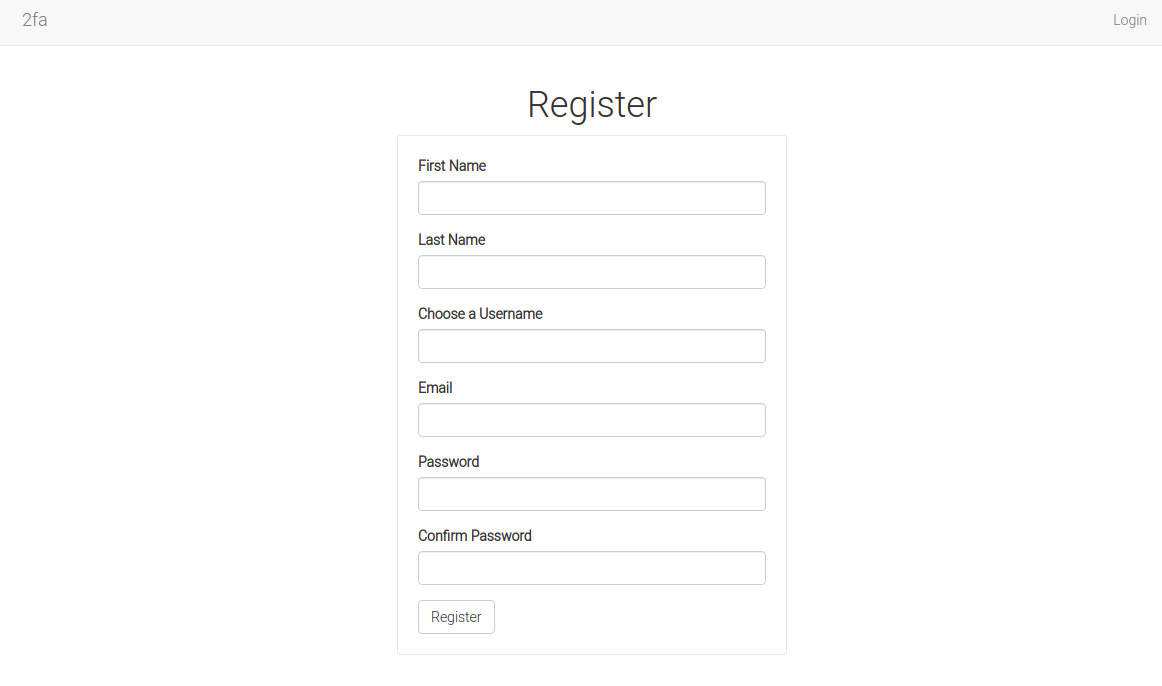 2fa
Login
Register
First Name
Last Name
Choose a Username
Email
Password
Confirm Password
Register